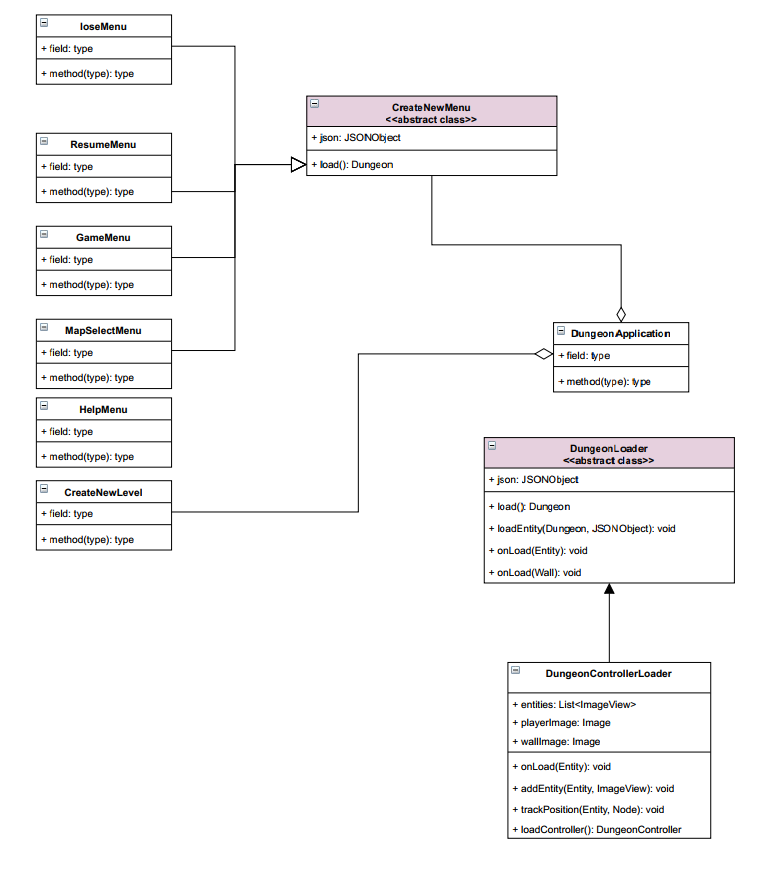 loseMenu
+ field: type
+ method(type): type
ResumeMenu
+ field: type
+ method(type): type
GameMenu
+ field: type
+ method(type): type
MapSelectMenu
+ field: type
+ method(type): type
HelpMenu
+ field: type
+ method(type): type
CreateNewLevel
+ field: type
+ method(type): type
CreateNewMenu
<<abstract class>>
+ json: JSONObject
+ load(): Dungeon
DungeonApplication
+ field: type
+ method(type): type
DungeonLoader
<<abstract class>>
+ json: JSONObject
+ load(): Dungeon
+ loadEntity(Dungeon, JSONObject): void
+ onLoad(Entity): void
+ onLoad(Wall): void
DungeonControllerLoader
+ entities: List<ImageView>
+ playerImage: Image
+ wallImage: Image
+ onLoad(Entity): void
+ addEntity(Entity, ImageView): void
+ trackPosition(Entity, Node): void
+ loadController(): DungeonController